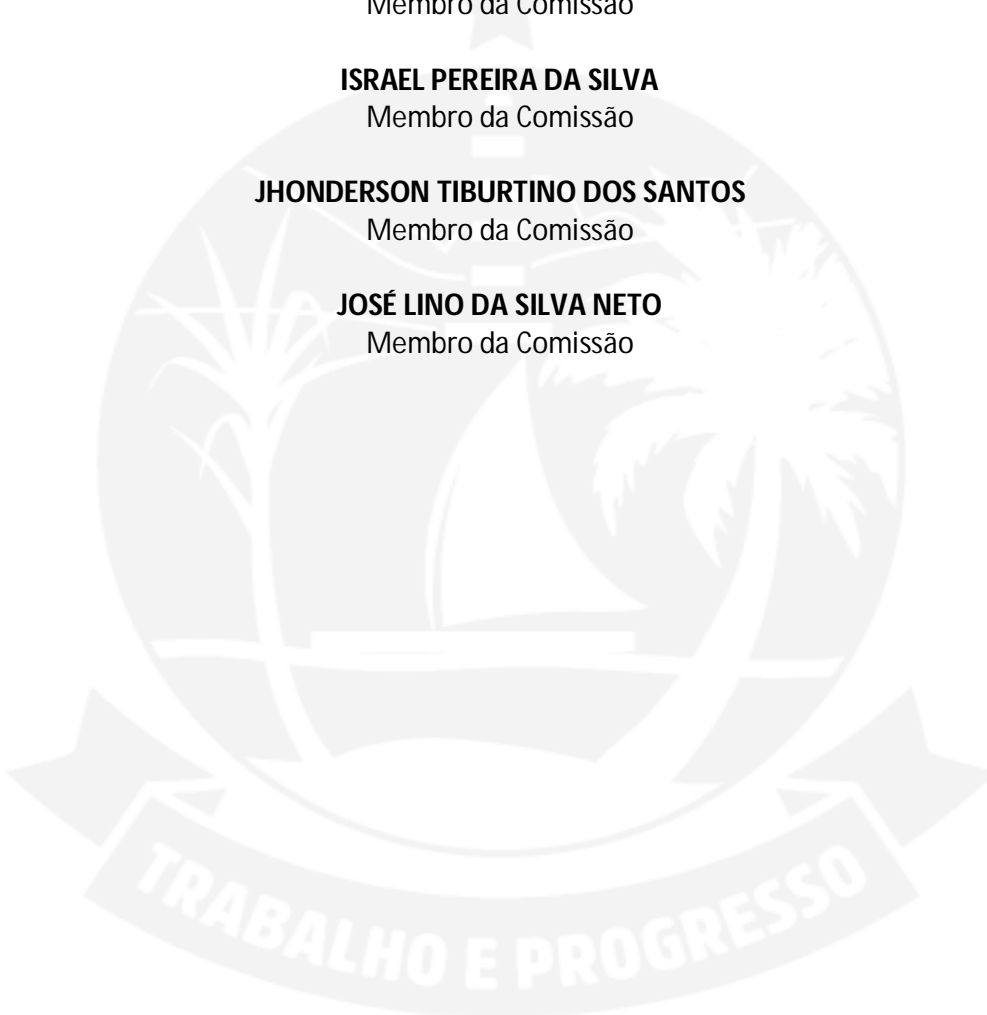 Membro da Comissão
ISRAEL PEREIRA DA SILVA
Membro da Comissão
JHONDERSON TIBURTINO DOS SANTOS
Membro da Comissão
JOSÉ LINO DA SILVA NETO
Membro da Comissão
TRABALHO E PROGRESSO